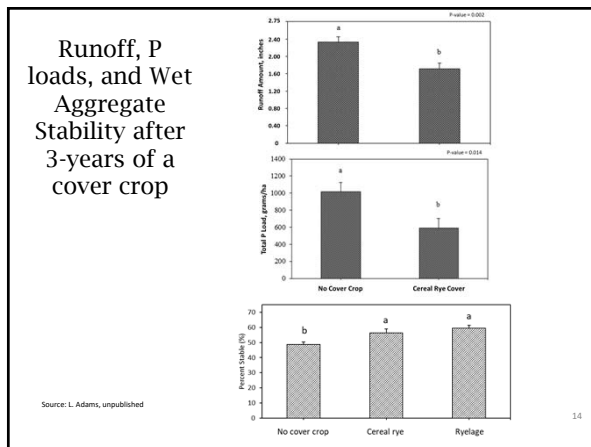 Runoff, P
loads, and Wet
Aggregate
Stability after
3-years of a
cover crop
P-value = 0.002
Runoff Amount, inches
2.75
2.40
2.00
1.60
1.20
0.80
0.40
0
a
b
P-value = 0.014
Total P Load, grams/ha
1200
1000
800
600
400
200
0
a
b
No Cover Crop
Cereal Rye Cover
Percent Stable (%)
70
60
50
40
30
20
10
0
b
a
a
No cover crop
Cereal rye
Ryelage
Source: L. Adams, unpublished
14